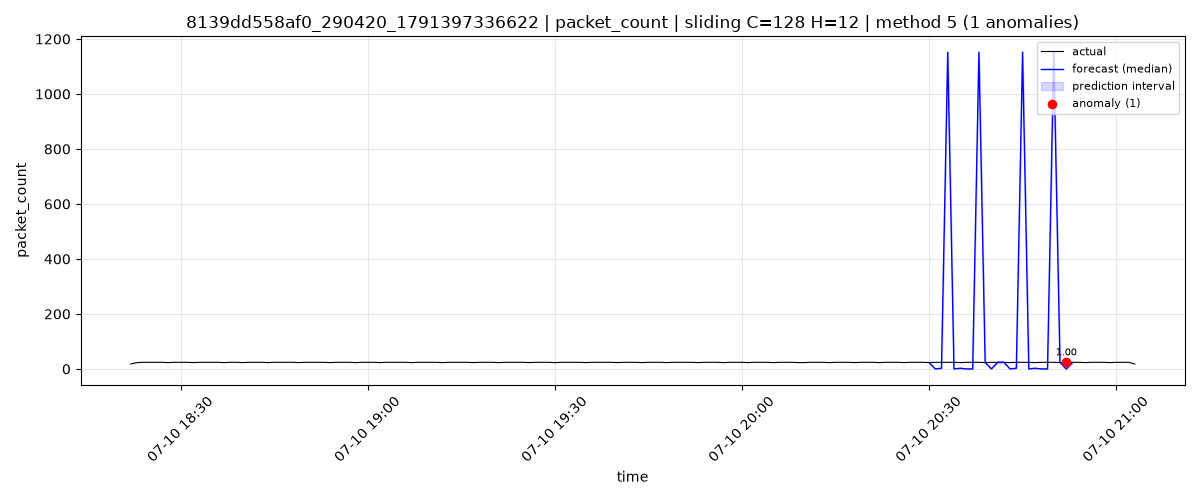 8139dd558af0_290420_1791397336622 | packet_count | sliding C=128 H=12 | method 5 (1 anomalies)
actual
forecast (median)
prediction interval
anomaly (1)
1200
1000
800
600
400
200
0
packet_count
1.00
07-10 18:30
07-10 19:00
07-10 19:30
07-10 20:00
07-10 20:30
07-10 21:00
time